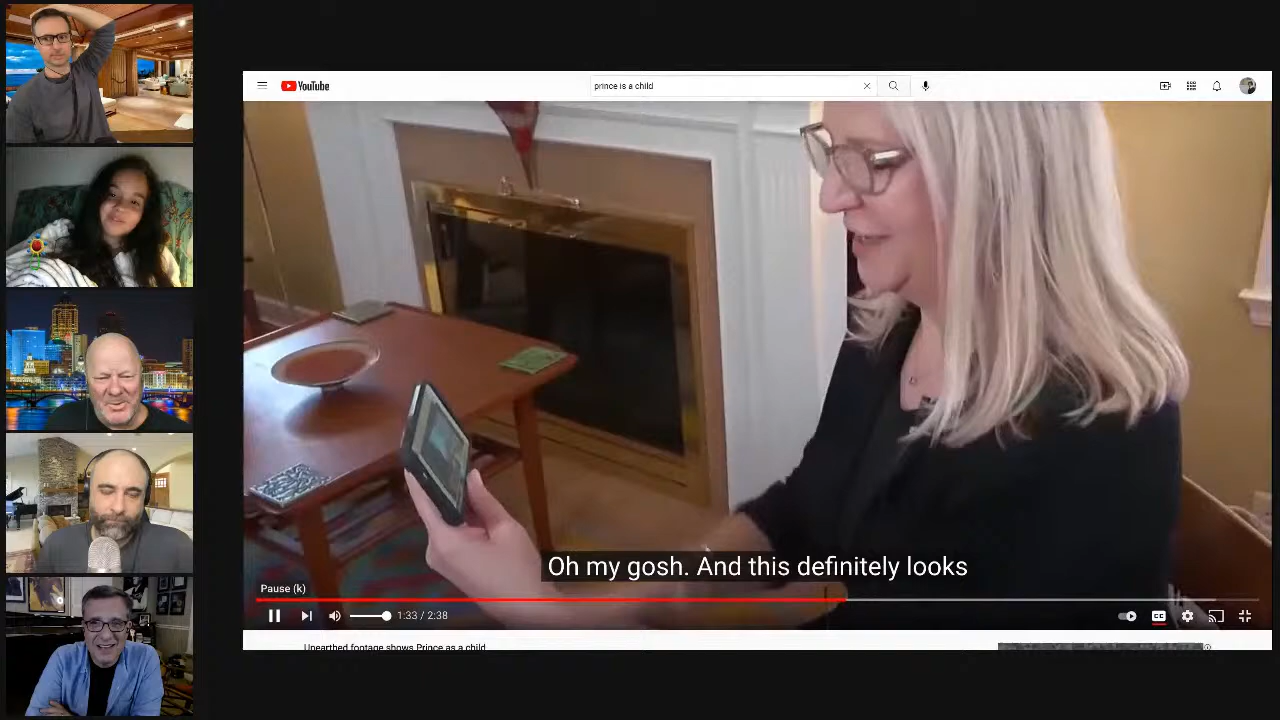 YouTube
prince is a child
Oh my gosh. And this definitely looks
Pause (k)
1:33 / 2:38
CC
Unearthed footage shows Prince as a child